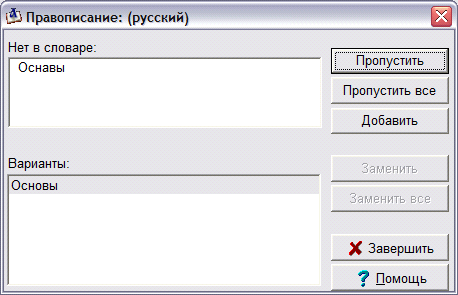 Правописание: (русский)
Нет в словаре:
Оснавы
Пропустить
Пропустить все
Добавить
Варианты:
Основы
Заменить
Заменить все
Завершить
Помощь